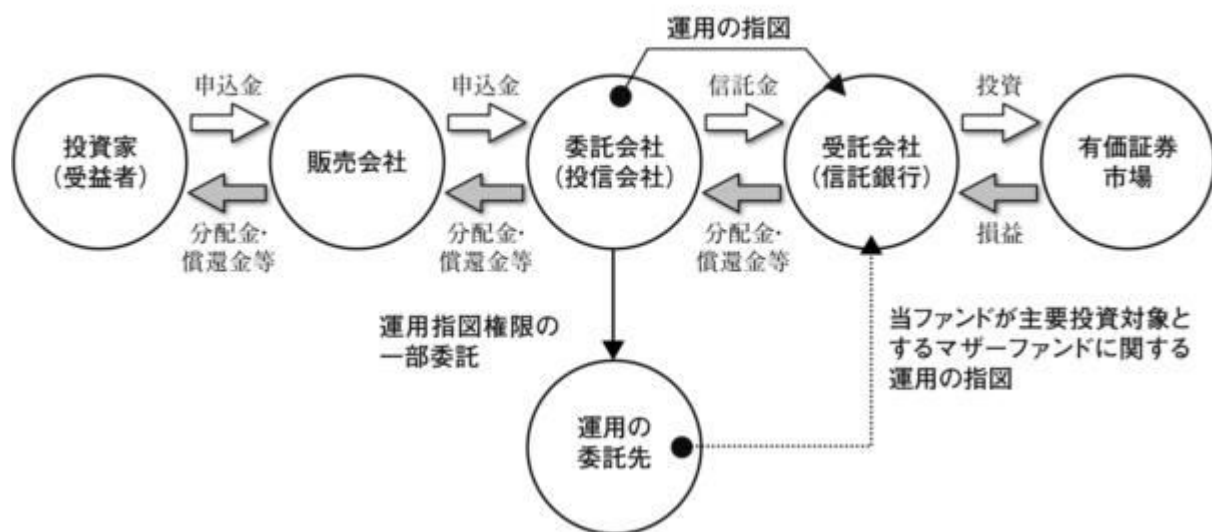 運用の指図
申込金
申込金
信託金
投資
投資家
（受益者）
販売会社
委託会社
（投信会社）
受託会社
（信託銀行）
有価証券
市場
分配金・
償還金等
分配金・
償還金等
分配金・
償還金等
損益
運用指図権限の
一部委託
当ファンドが主要投資対象と
するマザーファンドに関する
運用の指図
運用の
委託先